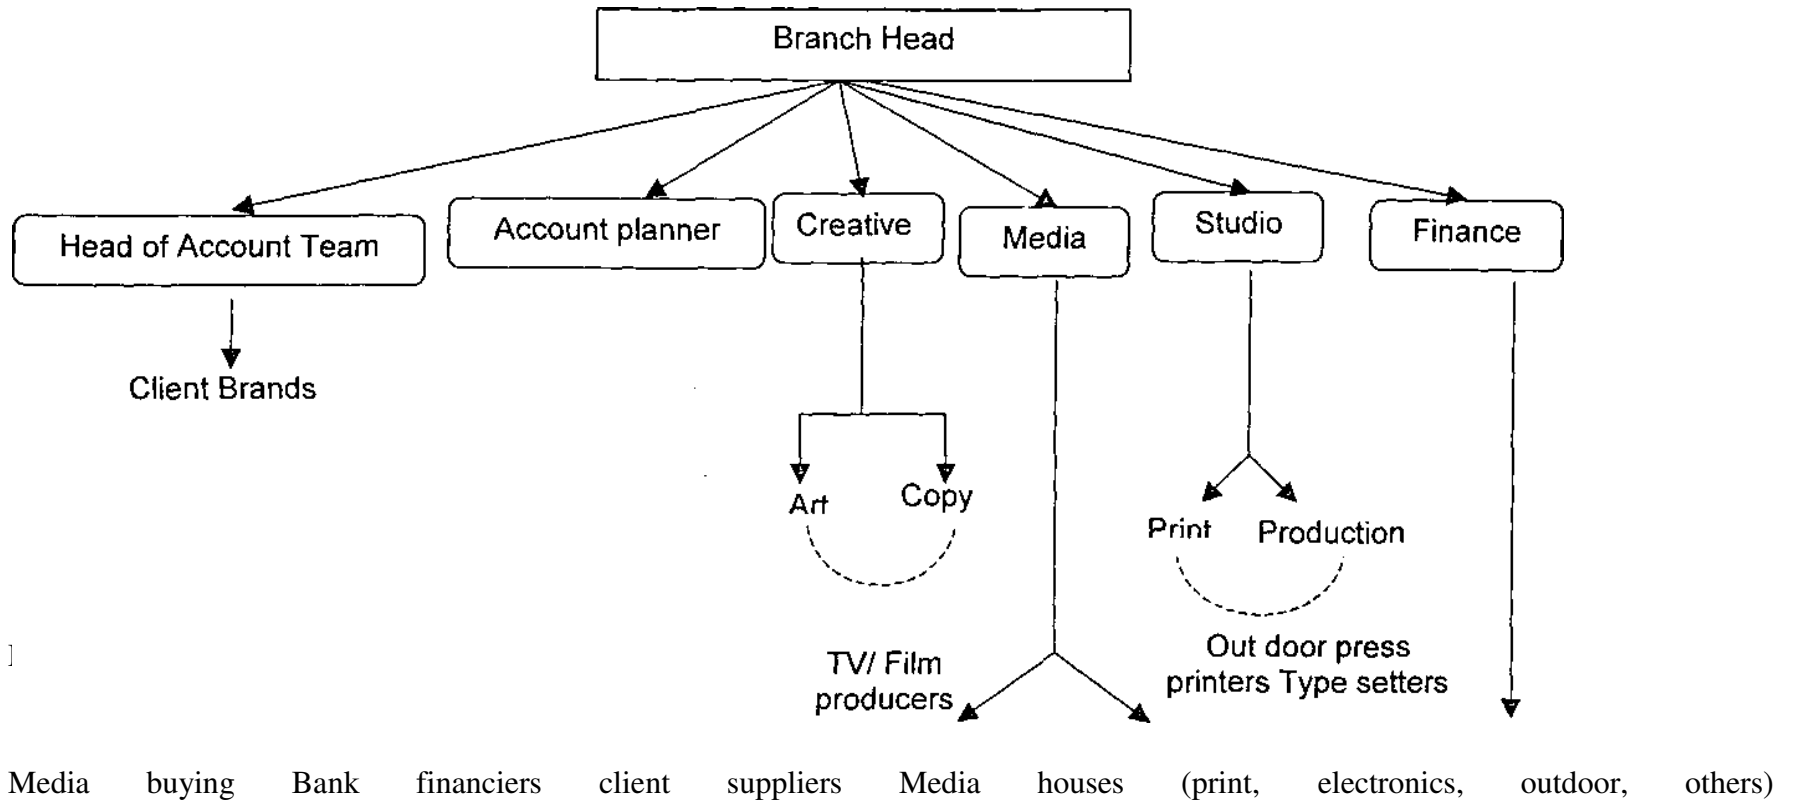 Branch Head
Head of Account Team
Account planner
Creative
Media
Studio
Finance
Client Brands
Art
Copy
Print
Production
TV/ Film
producers
Out door press
printers Type setters
Media buying Bank financiers client suppliers Media houses (print, electronics, outdoor, others)